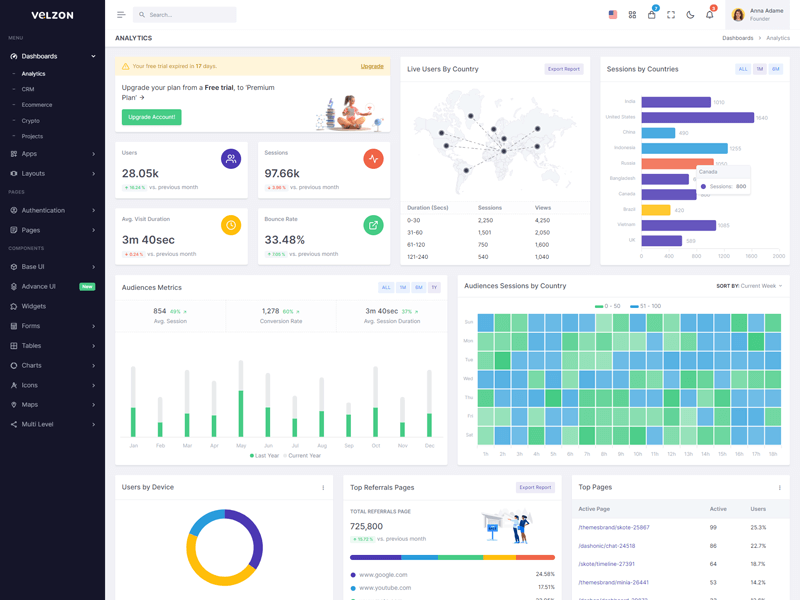 VELZON
Search...
2
3
Anna Adame
Founder
MENU
Dashboards
Analytics
CRM
Ecommerce
Crypto
Projects
Apps
Layouts
PAGES
Authentication
Pages
COMPONENTS
Base UI
Advance UI
New
Widgets
Forms
Tables
Charts
Icons
Maps
Multi Level
ANALYTICS
Dashboards > Analytics
Your free trial expired in 17 days.
Upgrade
Upgrade your plan from a Free trial, to 'Premium
Plan' →
Upgrade Account!
Users
28.05k
16.24 % vs. previous month
Sessions
97.66k
3.96 % vs. previous month
Avg. Visit Duration
3m 40sec
0.24 % vs. previous month
Bounce Rate
33.48%
7.05 % vs. previous month
Live Users By Country
Export Report
Duration (Secs) Sessions Views
0-30 2,250 4,250
31-60 1,501 2,050
61-120 750 1,600
121-240 540 1,040
Sessions by Countries
ALL 1M 6M
India 1010
United States 1640
China 490
Indonesia 1255
Russia 1050
Bangladesh
Canada
Brazil 420
Vietnam 1085
UK 589
Canada
Sessions: 800
0 400 800 1200 1600 2000
Audiences Metrics
ALL 1M 6M 1Y
854 49%
Avg. Session
1,278 60%
Conversion Rate
3m 40sec 37%
Avg. Session Duration
Jan Feb Mar Apr May Jun Jul Aug Sep Oct Nov Dec
Last Year Current Year
Audiences Sessions by Country
SORT BY: Current Week
0 - 50 51 - 100
Sun
Mon
Tue
Wed
Thu
Fri
Sat
1h 2h 3h 4h 5h 6h 7h 8h 9h 10h 11h 12h 13h 14h 15h 16h 17h 18h
Users by Device
Top Referrals Pages
Export Report
TOTAL REFERRALS PAGE
725,800
15.72 % vs. previous month
www.google.com 24.58%
www.youtube.com 17.51%
Top Pages
Active Page Active Users
/themesbrand/skote-25867 99 25.3%
/dashonic/chat-24518 86 22.7%
/skote/timeline-27391 64 18.7%
/themesbrand/minia-26441 53 14.2%